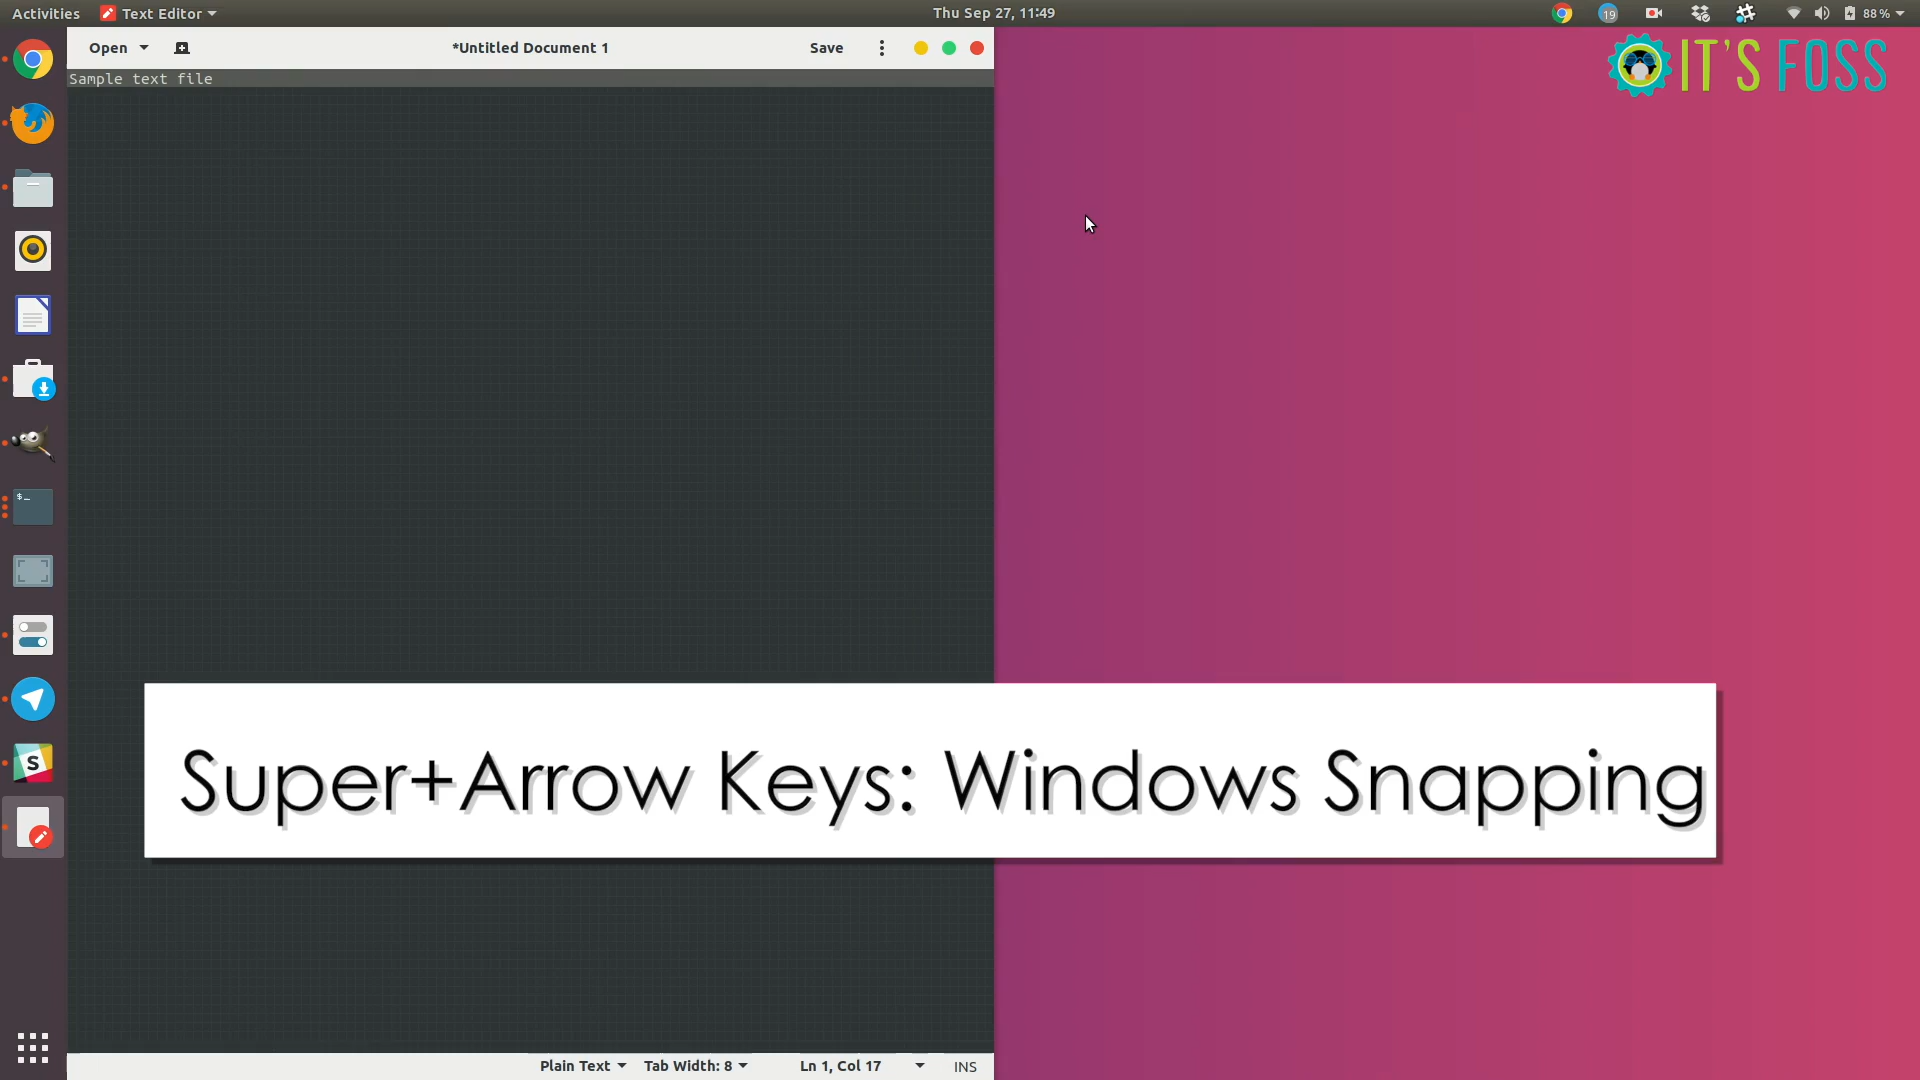 Activities Text Editor Thu Sep 27, 11:49 19 88 %
Open *Untitled Document 1 Save
IT'S FOSS
Sample text file
$_
S
Super+Arrow Keys: Windows Snapping
Plain Text Tab Width: 8 Ln 1, Col 17 INS